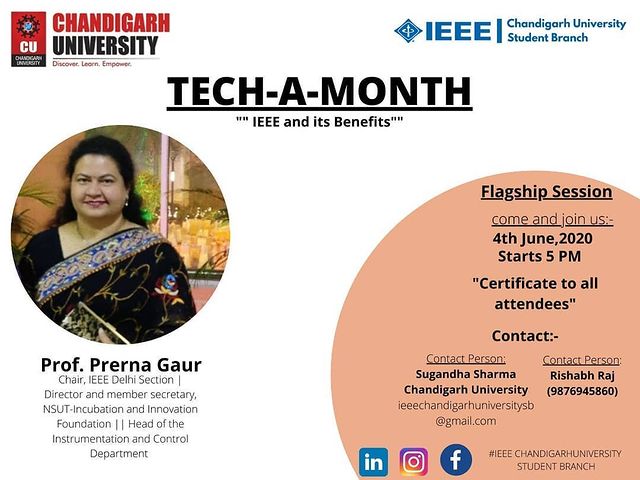 CU
CHANDIGARH
UNIVERSITY
CHANDIGARH
UNIVERSITY
Discover. Learn. Empower.
IEEE
Chandigarh University
Student Branch
TECH-A-MONTH
"" IEEE and its Benefits""
Prof. Prerna Gaur
Chair, IEEE Delhi Section |
Director and member secretary,
NSUT-Incubation and Innovation
Foundation || Head of the
Instrumentation and Control
Department
Flagship Session
come and join us:-
4th June,2020
Starts 5 PM
"Certificate to all
attendees"
Contact:-
Contact Person:
Sugandha Sharma
Chandigarh University
ieeechandigarhuniversitysb
@gmail.com
Contact Person:
Rishabh Raj
(9876945860)
in
f
#IEEE CHANDIGARHUNIVERSITY
STUDENT BRANCH